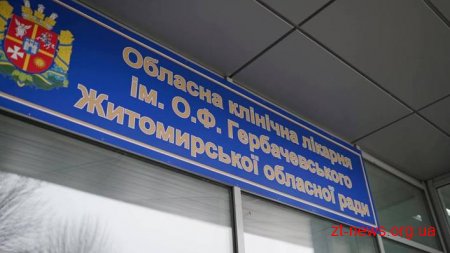 Обласна клінічна лікарня
ім. О.Ф. Гербачевського
Житомирської обласної ради
zt-news.org.ua